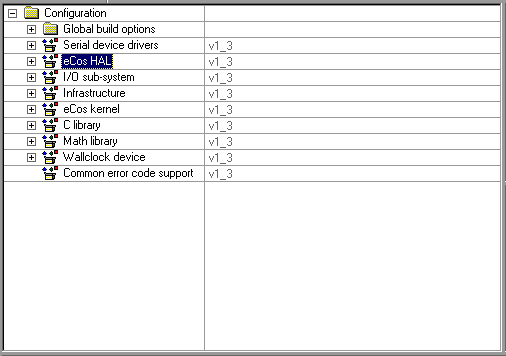 Configuration
Global build options
Serial device drivers v1_3
eCos HAL v1_3
I/O sub-system v1_3
Infrastructure v1_3
eCos kernel v1_3
C library v1_3
Math library v1_3
Wallclock device v1_3
Common error code support v1_3